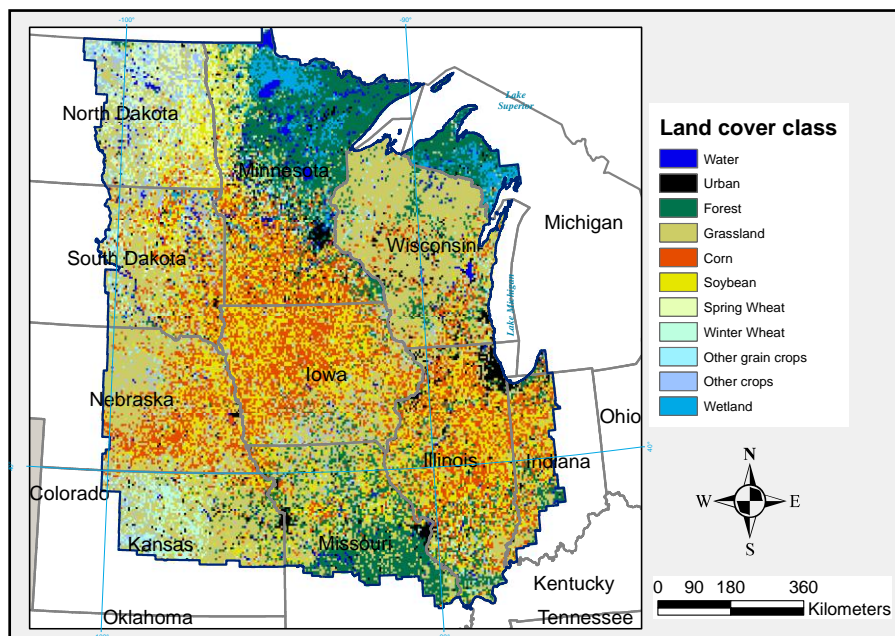 -100°
-90°
Lake
Superior
North Dakota
Minnesota
Michigan
Wisconsin
South Dakota
Lake Michigan
Iowa
Nebraska
Ohio
Illinois
Indiana
40°
Colorado
Kansas
Missouri
Kentucky
Oklahoma
Tennessee
Land cover class
Water
Urban
Forest
Grassland
Corn
Soybean
Spring Wheat
Winter Wheat
Other grain crops
Other crops
Wetland
N
W
E
S
0 90 180 360
Kilometers